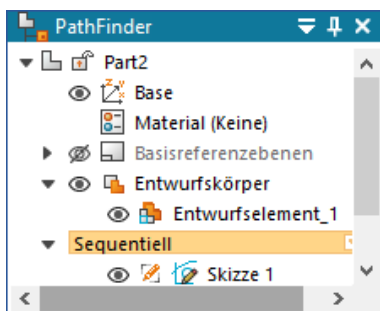 PathFinder
Part2
Base
Material (Keine)
Basisreferenzebenen
Entwurfskörper
Entwurfselement_1
Sequentiell
Skizze 1